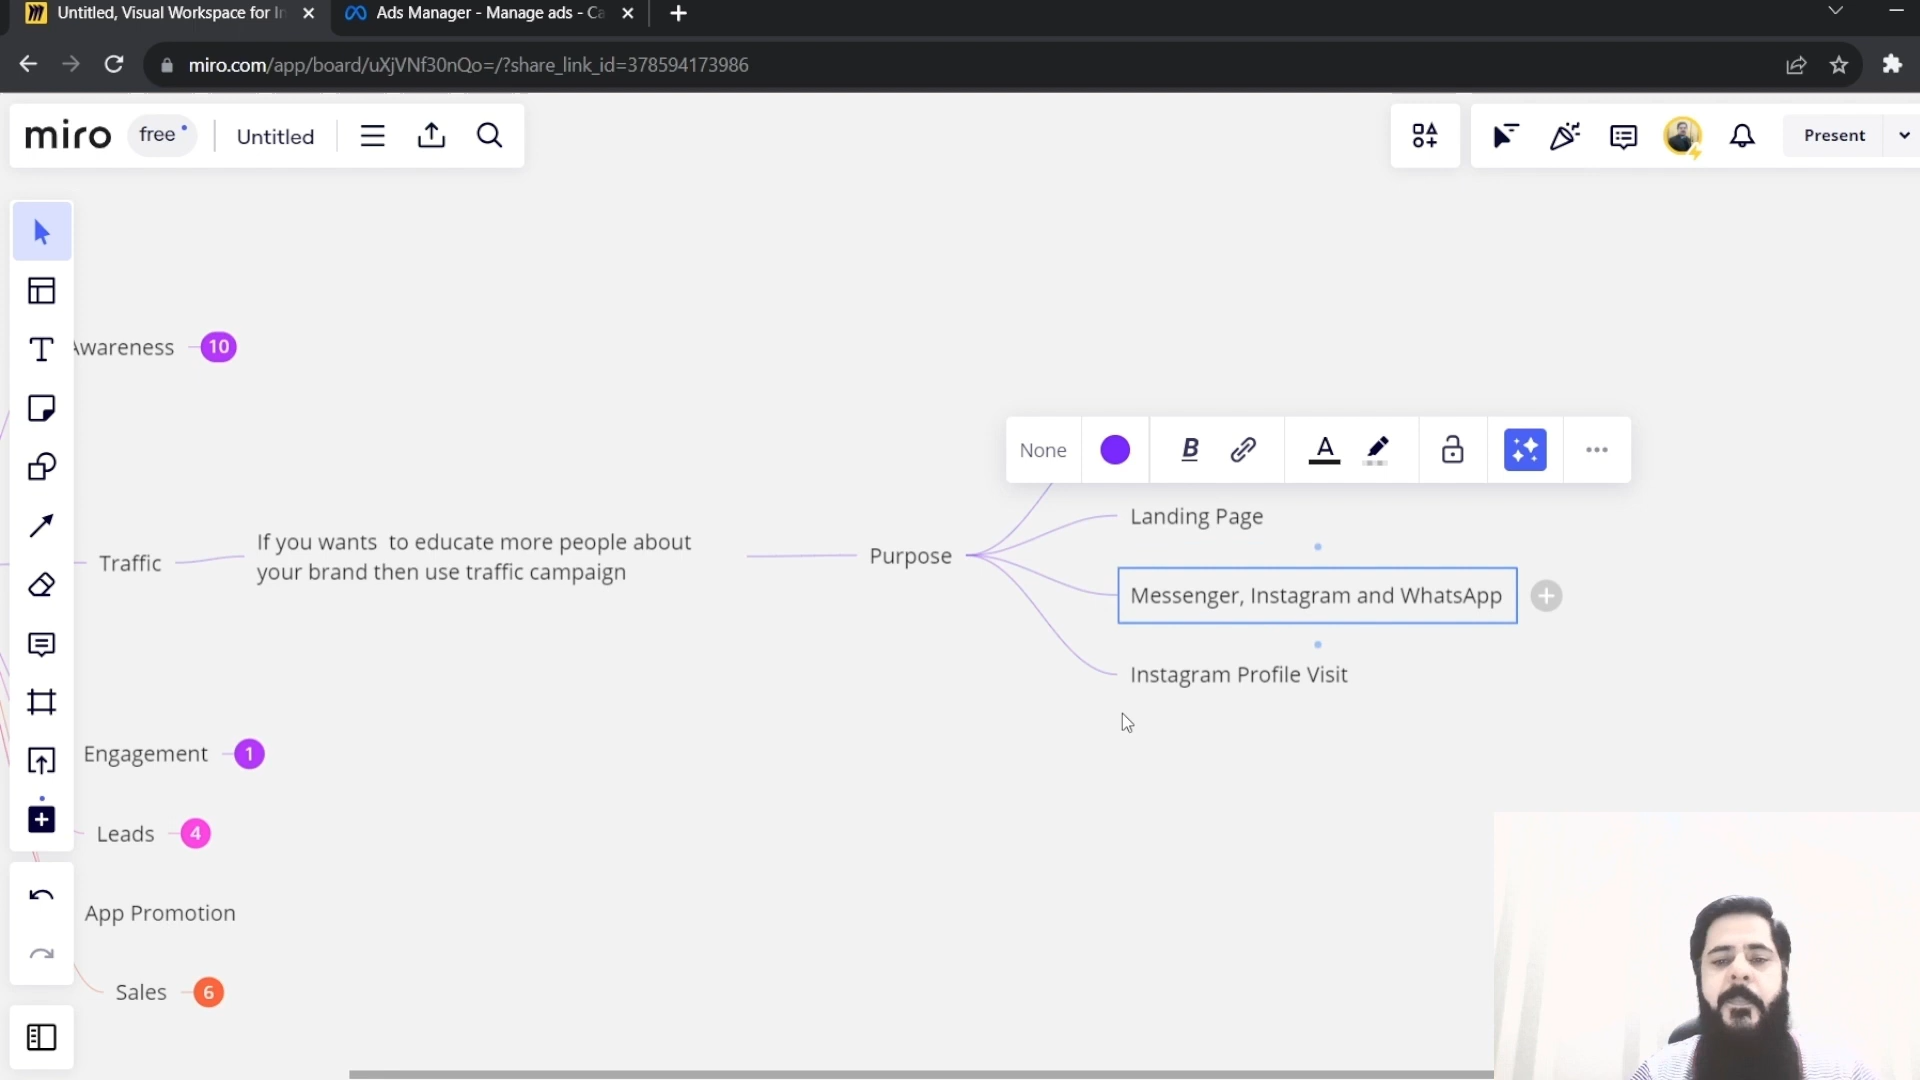 Untitled, Visual Workspace for In
Ads Manager - Manage ads - Ca
miro.com/app/board/uXjVNf30nQo=/?share_link_id=378594173986
miro
free
Untitled
Present
Awareness
10
None
B
A
Landing Page
Traffic
If you wants to educate more people about
your brand then use traffic campaign
Purpose
Messenger, Instagram and WhatsApp
Instagram Profile Visit
Engagement
1
Leads
4
App Promotion
Sales
6